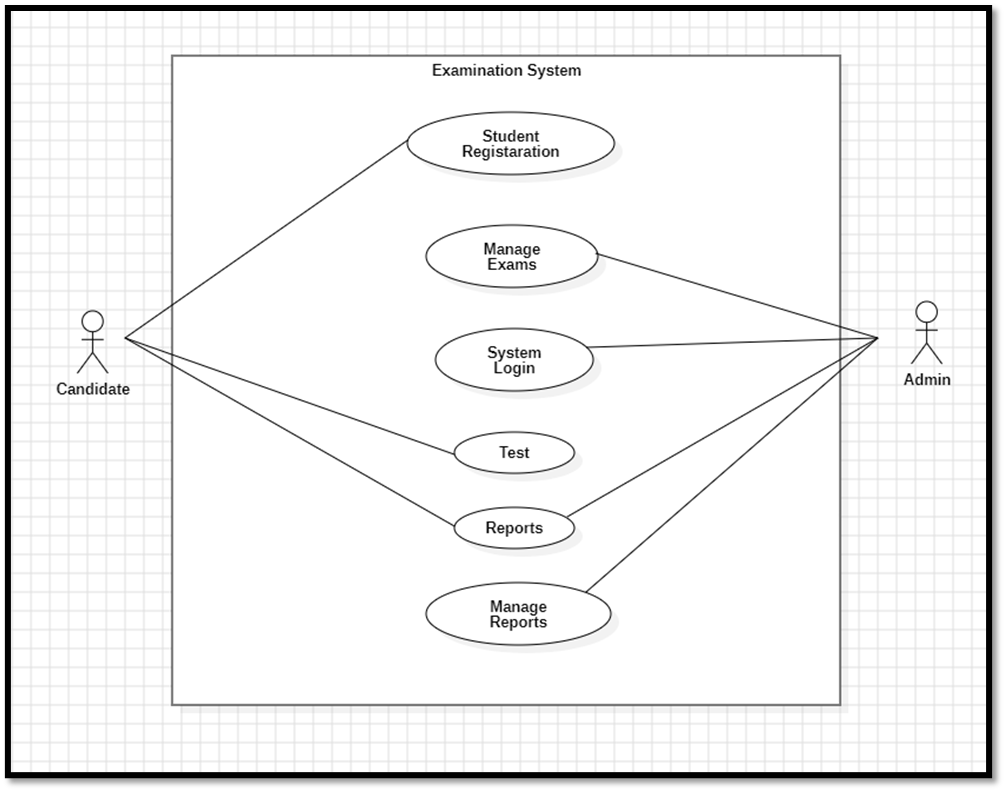 Examination System
Student
Registaration
Manage
Exams
System
Login
Candidate
Admin
Test
Reports
Manage
Reports